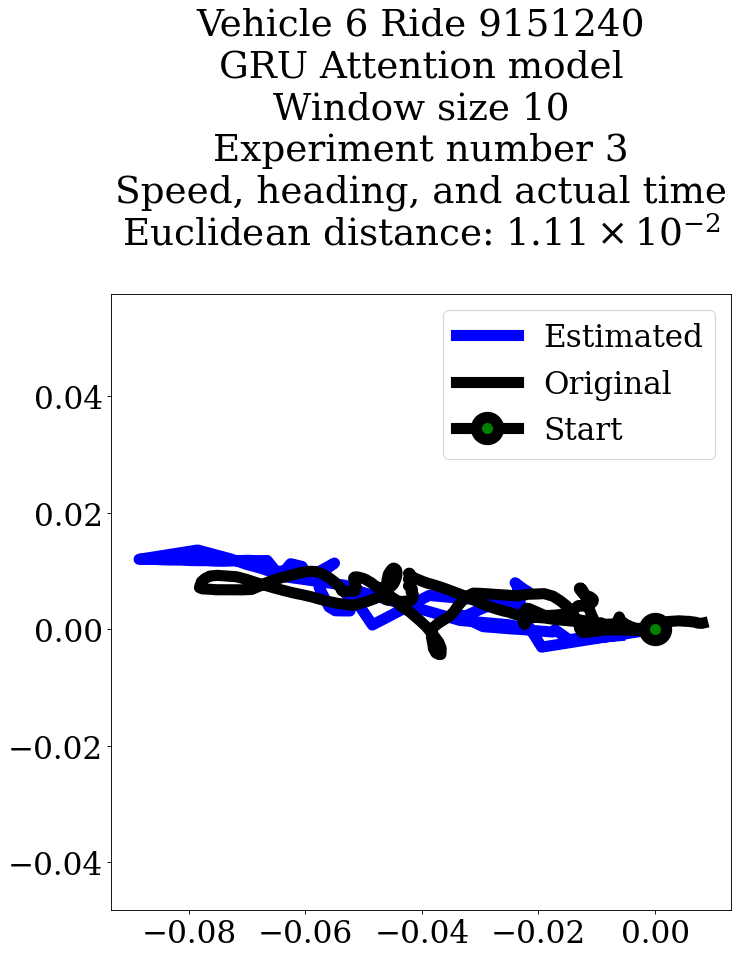 Vehicle 6 Ride 9151240
GRU Attention model
Window size 10
Experiment number 3
Speed, heading, and actual time
Euclidean distance: 1.11 × 10⁻²
Estimated
Original
Start
0.04
0.02
0.00
−0.02
−0.04
−0.08 −0.06 −0.04 −0.02 0.00